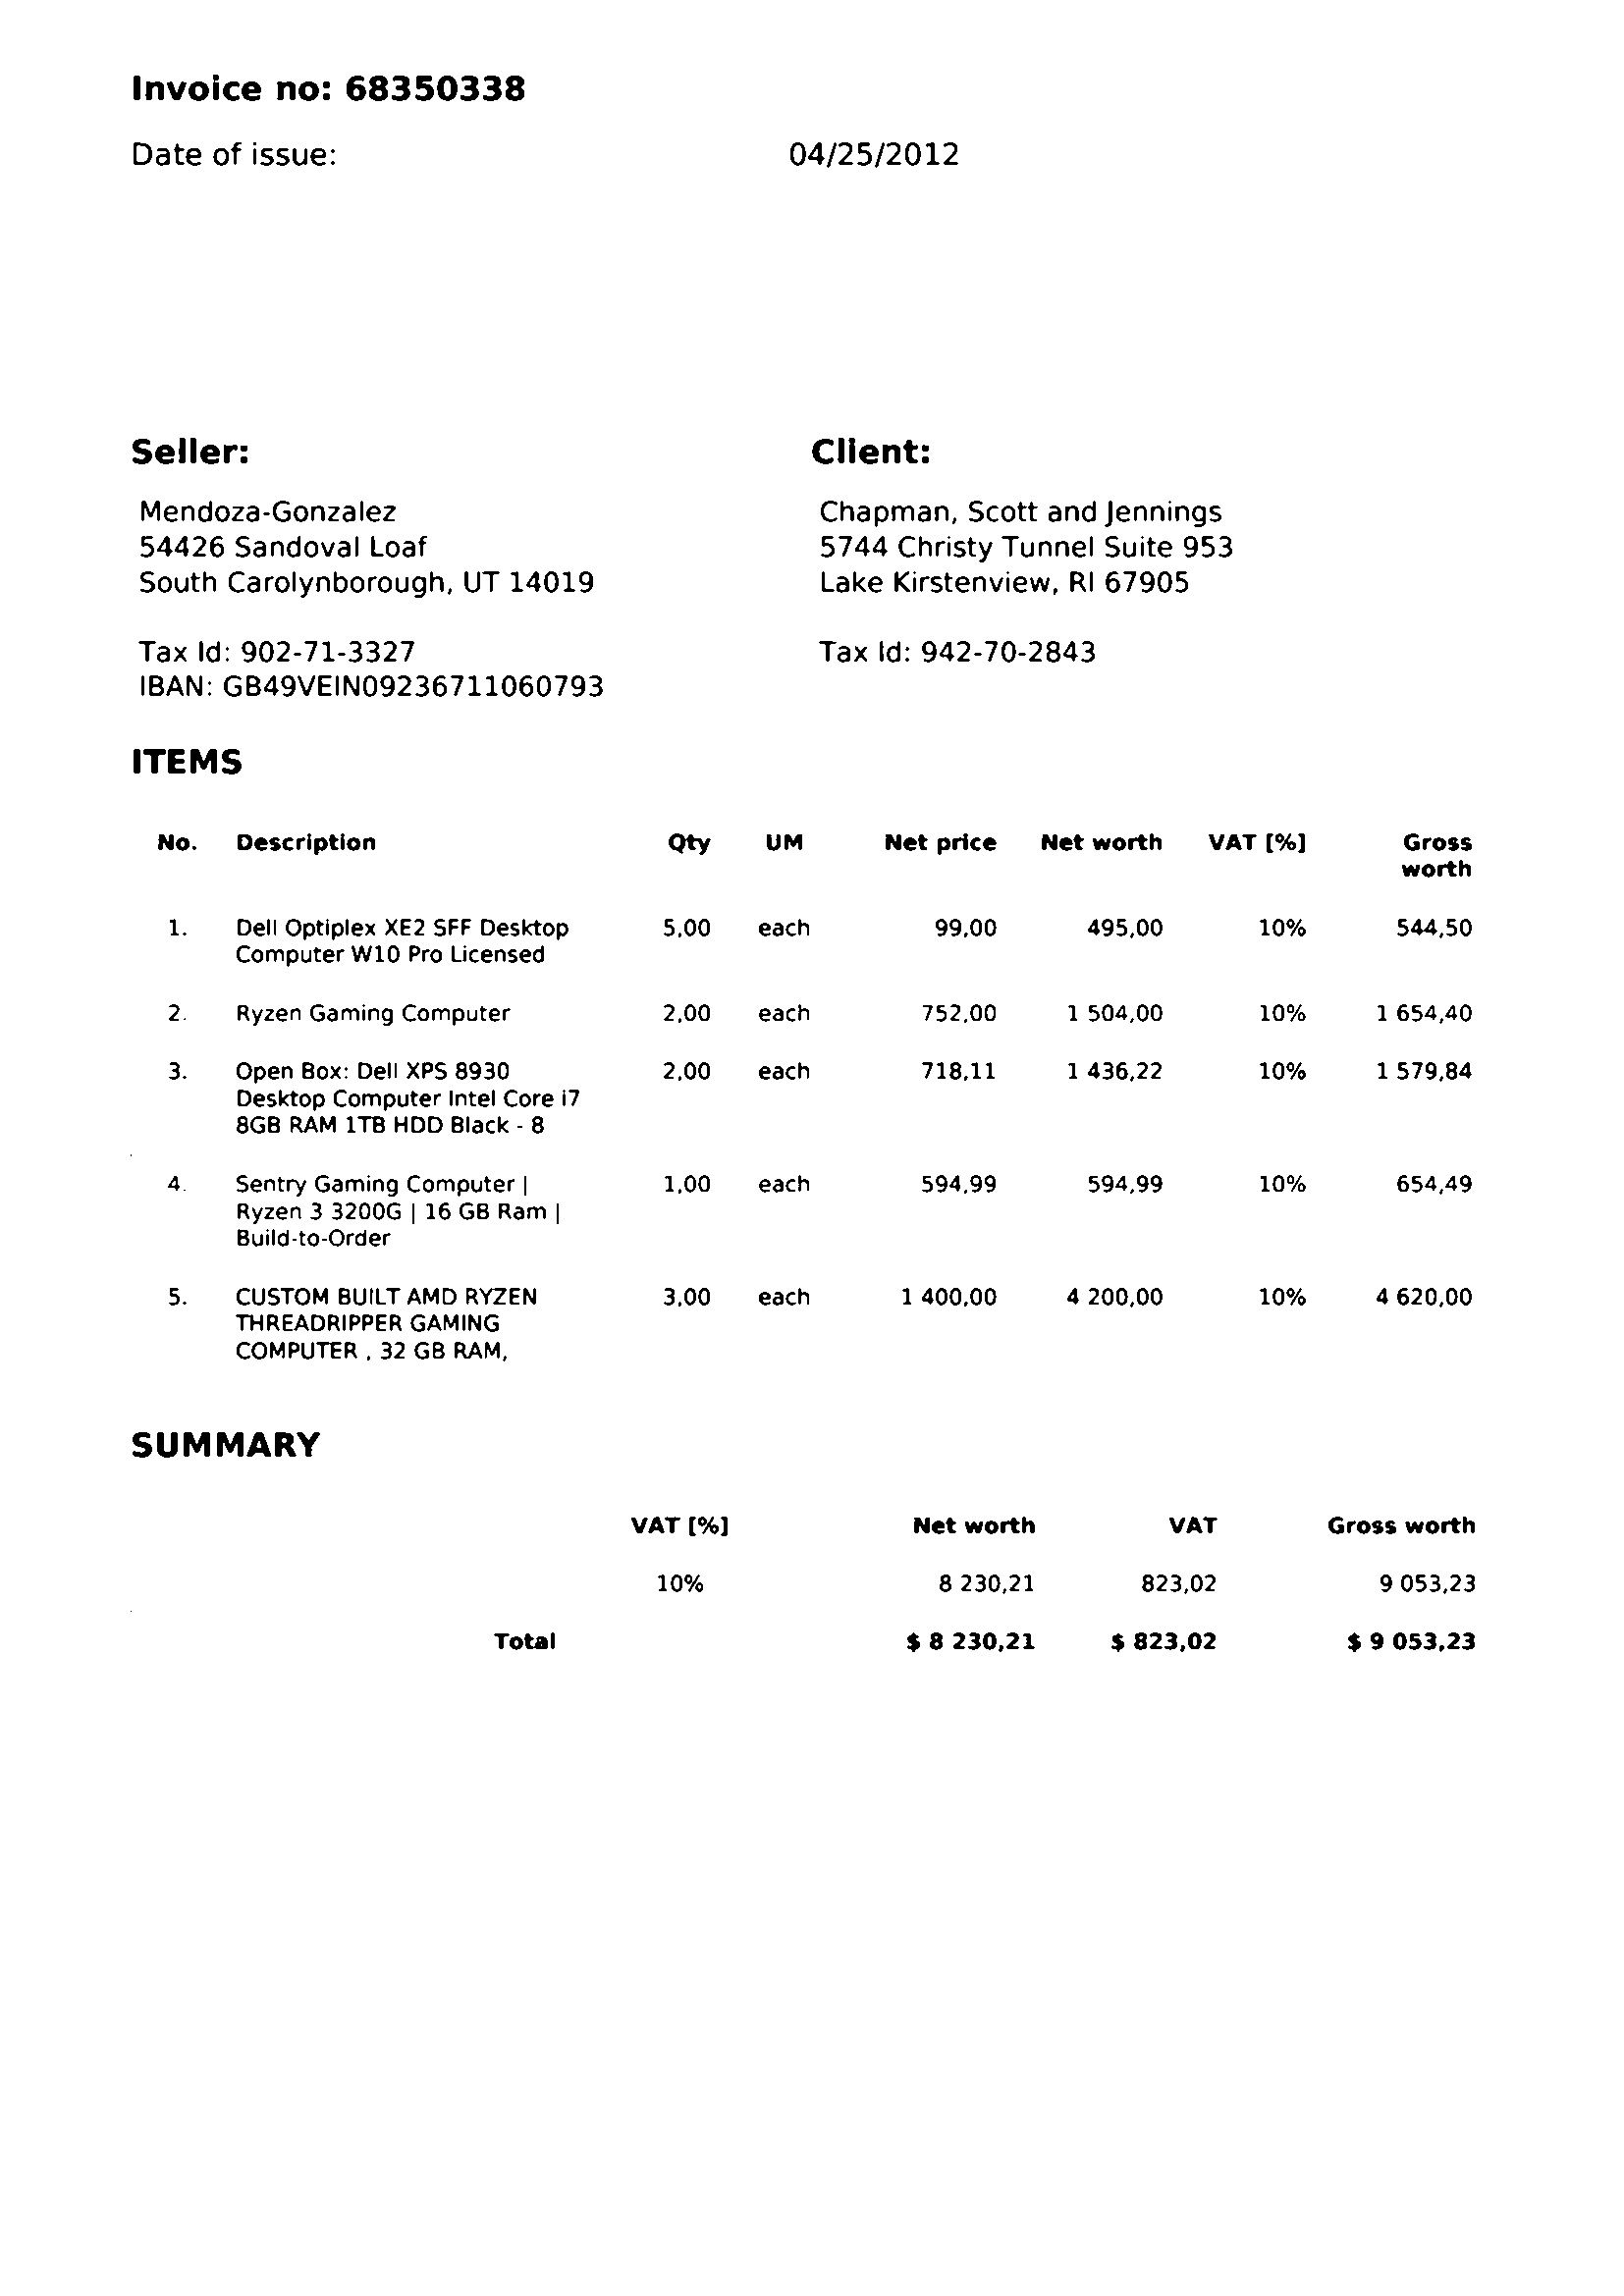 Invoice no: 68350338
Date of issue: 04/25/2012
Seller: Client:
Mendoza-Gonzalez Chapman, Scott and Jennings
54426 Sandoval Loaf 5744 Christy Tunnel Suite 953
South Carolynborough, UT 14019 Lake Kirstenview, RI 67905
Tax Id: 902-71-3327 Tax Id: 942-70-2843
IBAN: GB49VEIN09236711060793
ITEMS
No. Description Qty UM Net price Net worth VAT [%] Gross
worth
1. Dell Optiplex XE2 SFF Desktop 5,00 each 99,00 495,00 10% 544,50
Computer W10 Pro Licensed
2. Ryzen Gaming Computer 2,00 each 752,00 1 504,00 10% 1 654,40
3. Open Box: Dell XPS 8930 2,00 each 718,11 1 436,22 10% 1 579,84
Desktop Computer Intel Core i7
8GB RAM 1TB HDD Black - 8
4. Sentry Gaming Computer | 1,00 each 594,99 594,99 10% 654,49
Ryzen 3 3200G | 16 GB Ram |
Build-to-Order
5. CUSTOM BUILT AMD RYZEN 3,00 each 1 400,00 4 200,00 10% 4 620,00
THREADRIPPER GAMING
COMPUTER , 32 GB RAM,
SUMMARY
VAT [%] Net worth VAT Gross worth
10% 8 230,21 823,02 9 053,23
Total $ 8 230,21 $ 823,02 $ 9 053,23